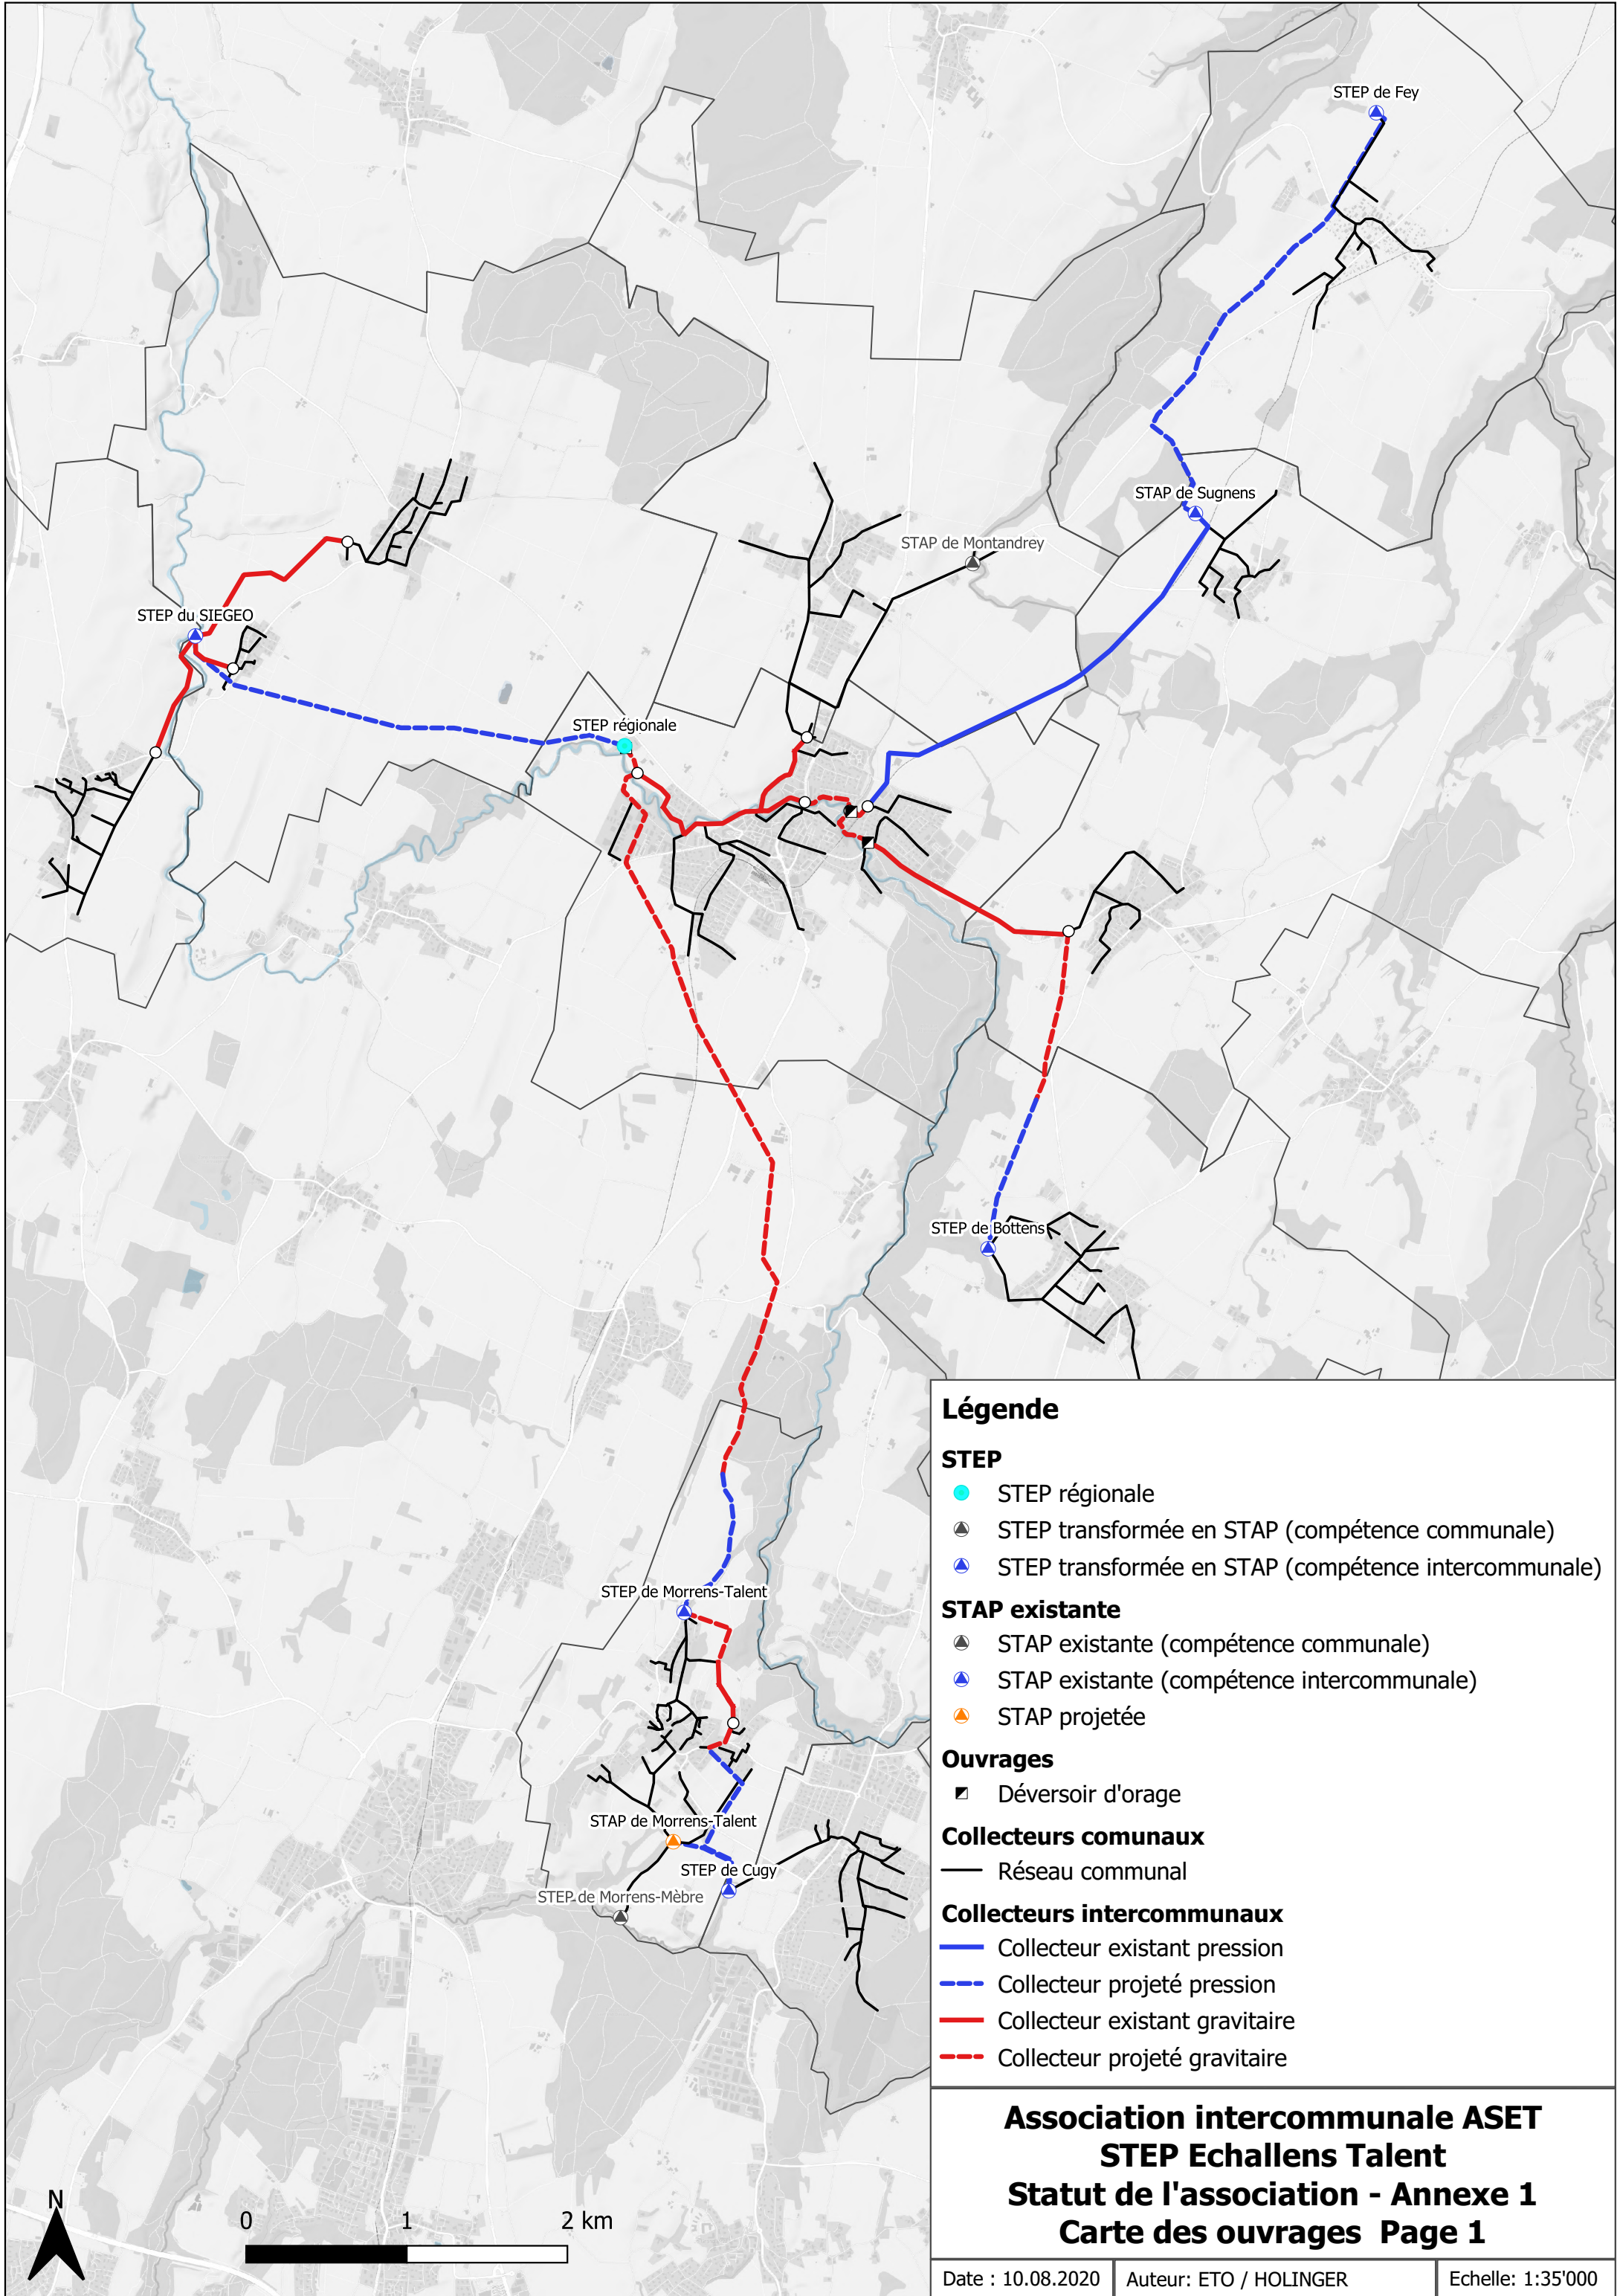 STEP de Fey
STAP de Sugnens
STAP de Montandrey
STEP du SIEGEO
STEP régionale
STEP de Bottens
STEP de Morrens-Talent
STAP de Morrens-Talent
STEP de Cugy
STEP de Morrens-Mèbre
Légende
STEP
STEP régionale
STEP transformée en STAP (compétence communale)
STEP transformée en STAP (compétence intercommunale)
STAP existante
STAP existante (compétence communale)
STAP existante (compétence intercommunale)
STAP projetée
Ouvrages
Déversoir d'orage
Collecteurs comunaux
Réseau communal
Collecteurs intercommunaux
Collecteur existant pression
Collecteur projeté pression
Collecteur existant gravitaire
Collecteur projeté gravitaire
Association intercommunale ASET
STEP Echallens Talent
Statut de l'association - Annexe 1
Carte des ouvrages Page 1
Date : 10.08.2020 Auteur: ETO / HOLINGER Echelle: 1:35'000
N
0 1 2 km